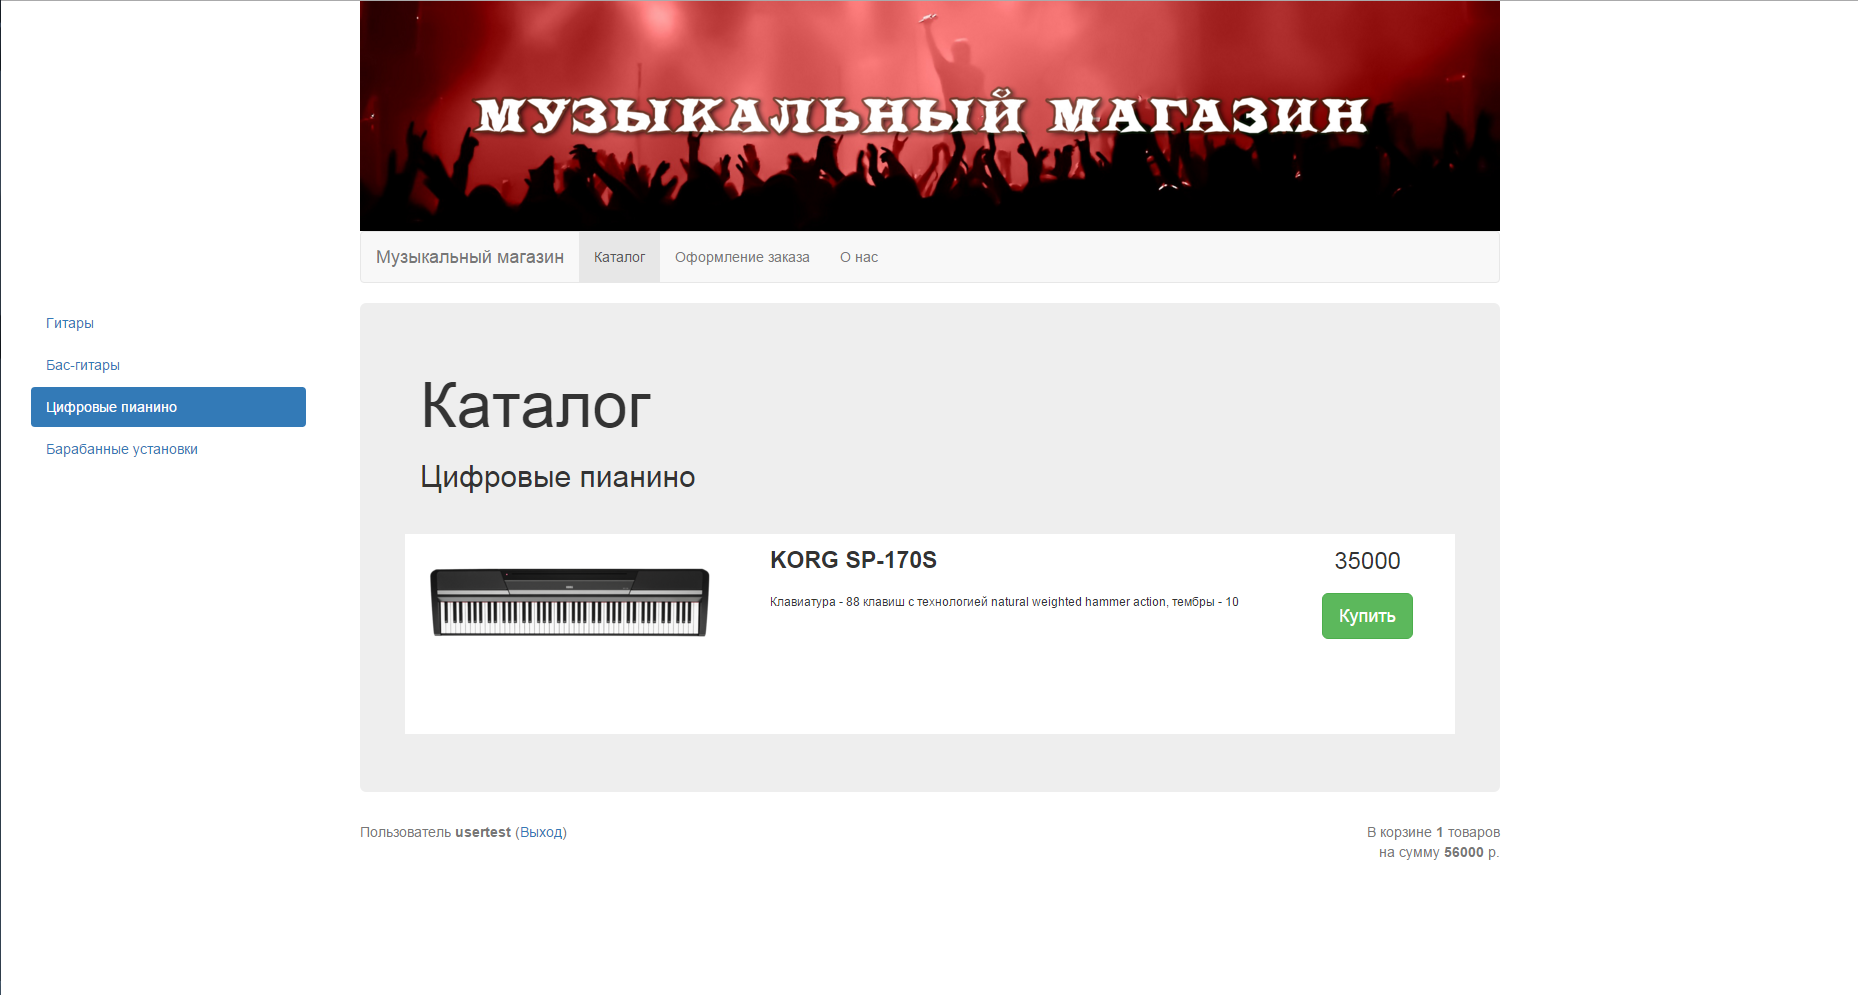 МУЗЫКАЛЬНЫЙ МАГАЗИН
Музыкальный магазин Каталог Оформление заказа О нас
Гитары
Бас-гитары
Цифровые пианино
Барабанные установки
Каталог
Цифровые пианино
KORG SP-170S
Клавиатура - 88 клавиш с технологией natural weighted hammer action, тембры - 10
35000
Купить
Пользователь usertest (Выход)
В корзине 1 товаров
на сумму 56000 р.